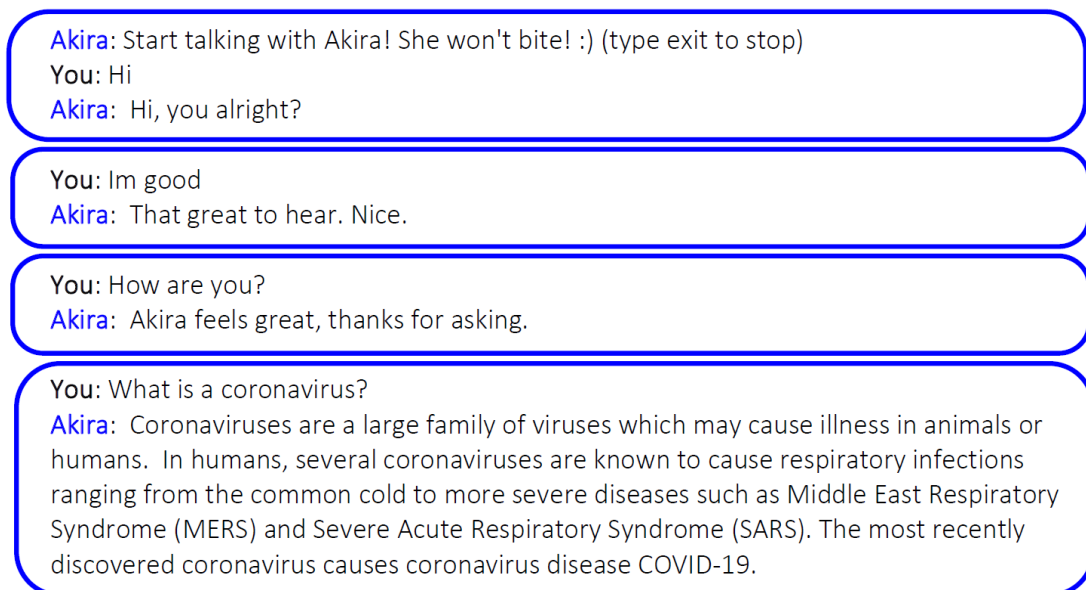 Akira: Start talking with Akira! She won't bite! :) (type exit to stop)
You: Hi
Akira: Hi, you alright?
You: Im good
Akira: That great to hear. Nice.
You: How are you?
Akira: Akira feels great, thanks for asking.
You: What is a coronavirus?
Akira: Coronaviruses are a large family of viruses which may cause illness in animals or
humans. In humans, several coronaviruses are known to cause respiratory infections
ranging from the common cold to more severe diseases such as Middle East Respiratory
Syndrome (MERS) and Severe Acute Respiratory Syndrome (SARS). The most recently
discovered coronavirus causes coronavirus disease COVID-19.